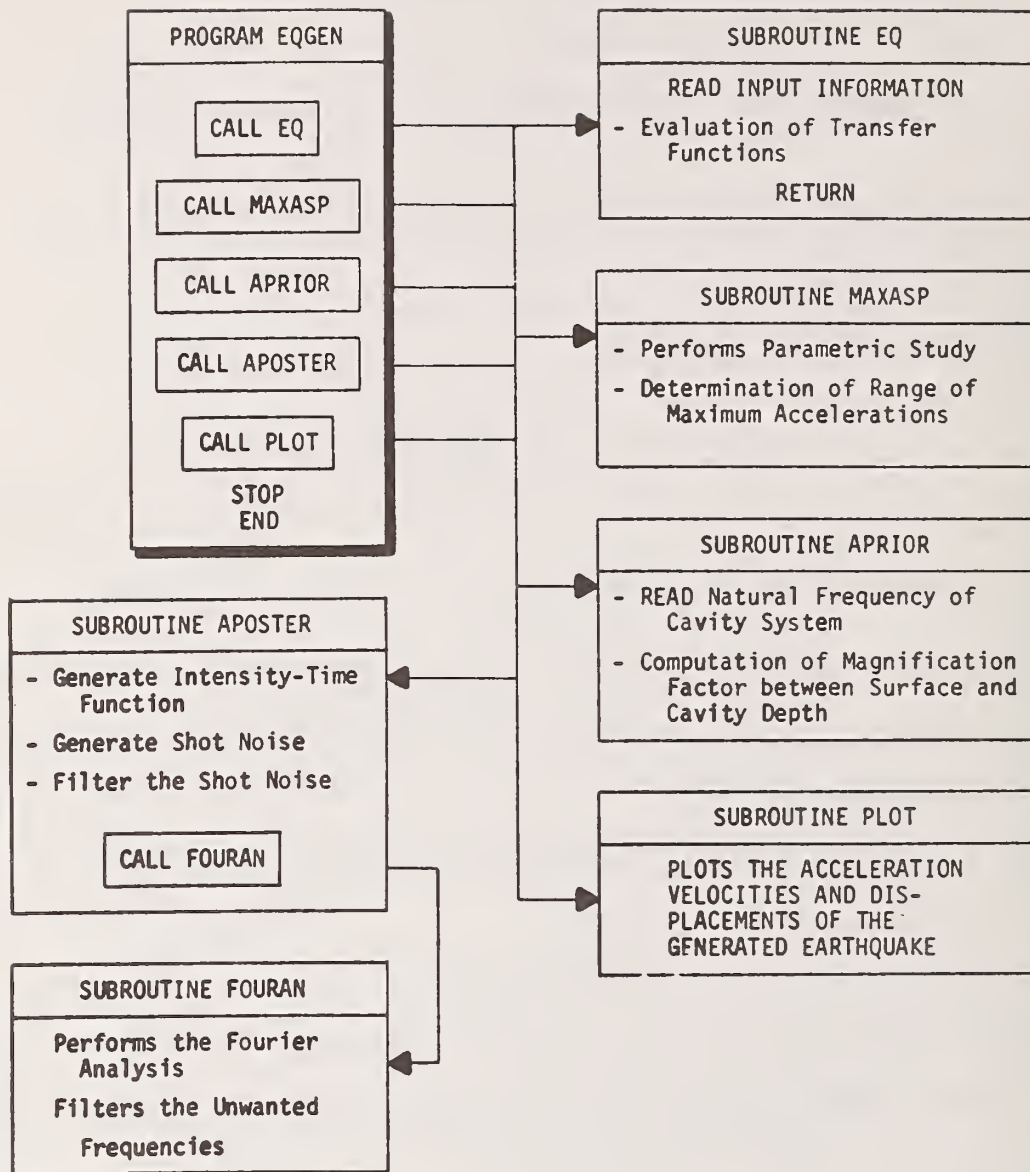 PROGRAM EQGEN
CALL EQ
CALL MAXASP
CALL APRIOR
CALL APOSTER
CALL PLOT
STOP
END
SUBROUTINE EQ
READ INPUT INFORMATION
- Evaluation of Transfer
Functions
RETURN
SUBROUTINE MAXASP
- Performs Parametric Study
- Determination of Range of
Maximum Accelerations
SUBROUTINE APRIOR
- READ Natural Frequency of
Cavity System
- Computation of Magnification
Factor between Surface and
Cavity Depth
SUBROUTINE APOSTER
- Generate Intensity-Time
Function
- Generate Shot Noise
- Filter the Shot Noise
CALL FOURAN
SUBROUTINE PLOT
PLOTS THE ACCELERATION
VELOCITIES AND DIS-
PLACEMENTS OF THE
GENERATED EARTHQUAKE
SUBROUTINE FOURAN
Performs the Fourier
Analysis
Filters the Unwanted
Frequencies